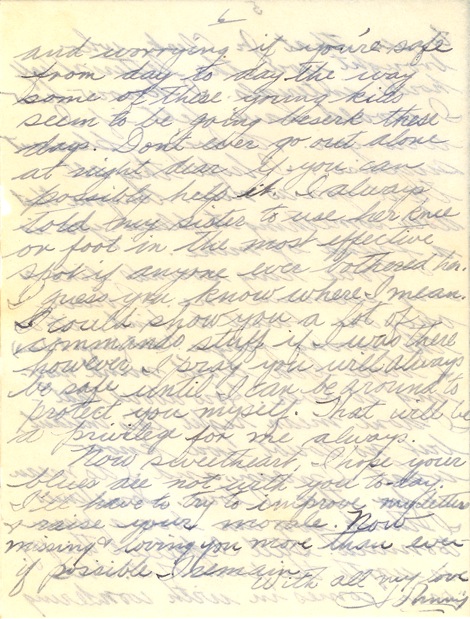 6
and worrying if you're safe
from day to day the way
some of these young kids
seem to be going beserk these
days. Don't ever go out alone
at night dear if you can
possibly help it. I always
told my sister to use her knee
or foot in the most effective
spot if anyone ever bothered her.
I guess you know where I mean.
I could show you a lot of
commando stuff if I was there
however I pray you will always
be safe until I can be around to
protect you myself. That will be
a privileg for me always.
Now sweetheart, I hope your
blues are not with you to-day.
I'll have to try to improve my letters
& raise your morale. Now
missing & loving you more than ever
if possible I remain
With all my love